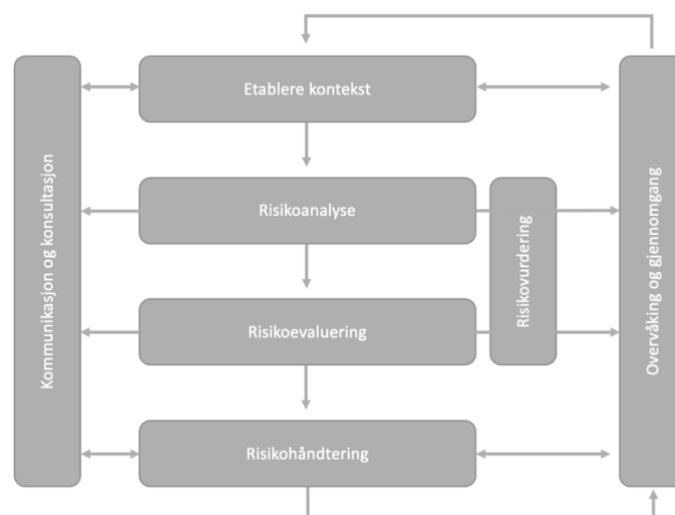 Etablere kontekst
Kommunikasjon og konsultasjon
Risikoanalyse
Risikovurdering
Overvåking og gjennomgang
Risikoevaluering
Risikohåndtering